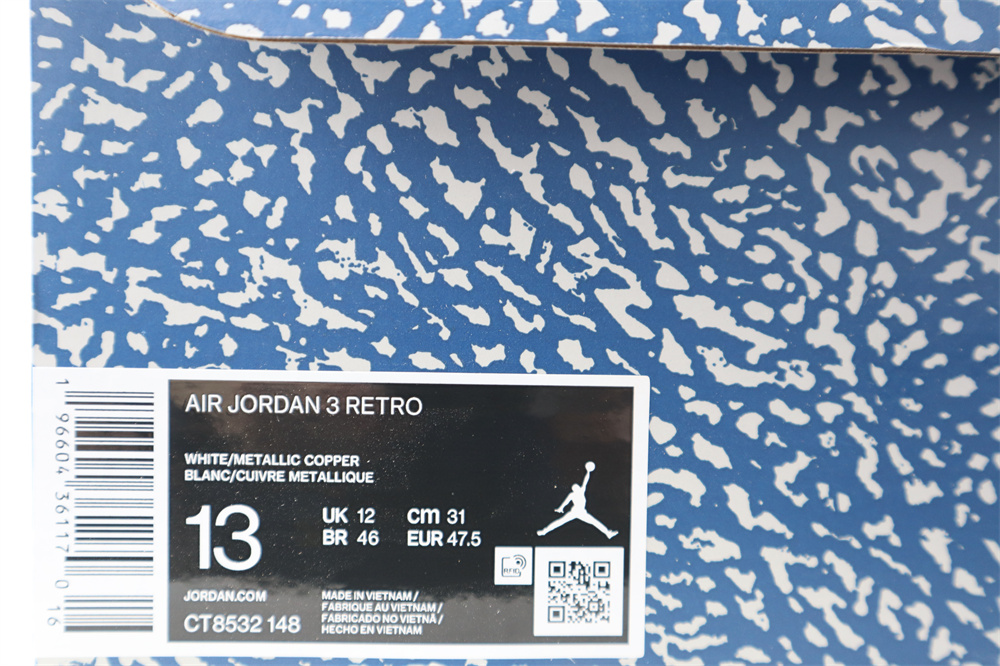 AIR JORDAN 3 RETRO
WHITE/METALLIC COPPER
BLANC/CUIVRE METALLIQUE
13
UK 12 cm 31
BR 46 EUR 47.5
RFID
JORDAN.COM
CT8532 148
MADE IN VIETNAM /
FABRIQUE AU VIETNAM /
FABRICADO NO VIETNÃ /
HECHO EN VIETNAM
1 96604 36117 0 16